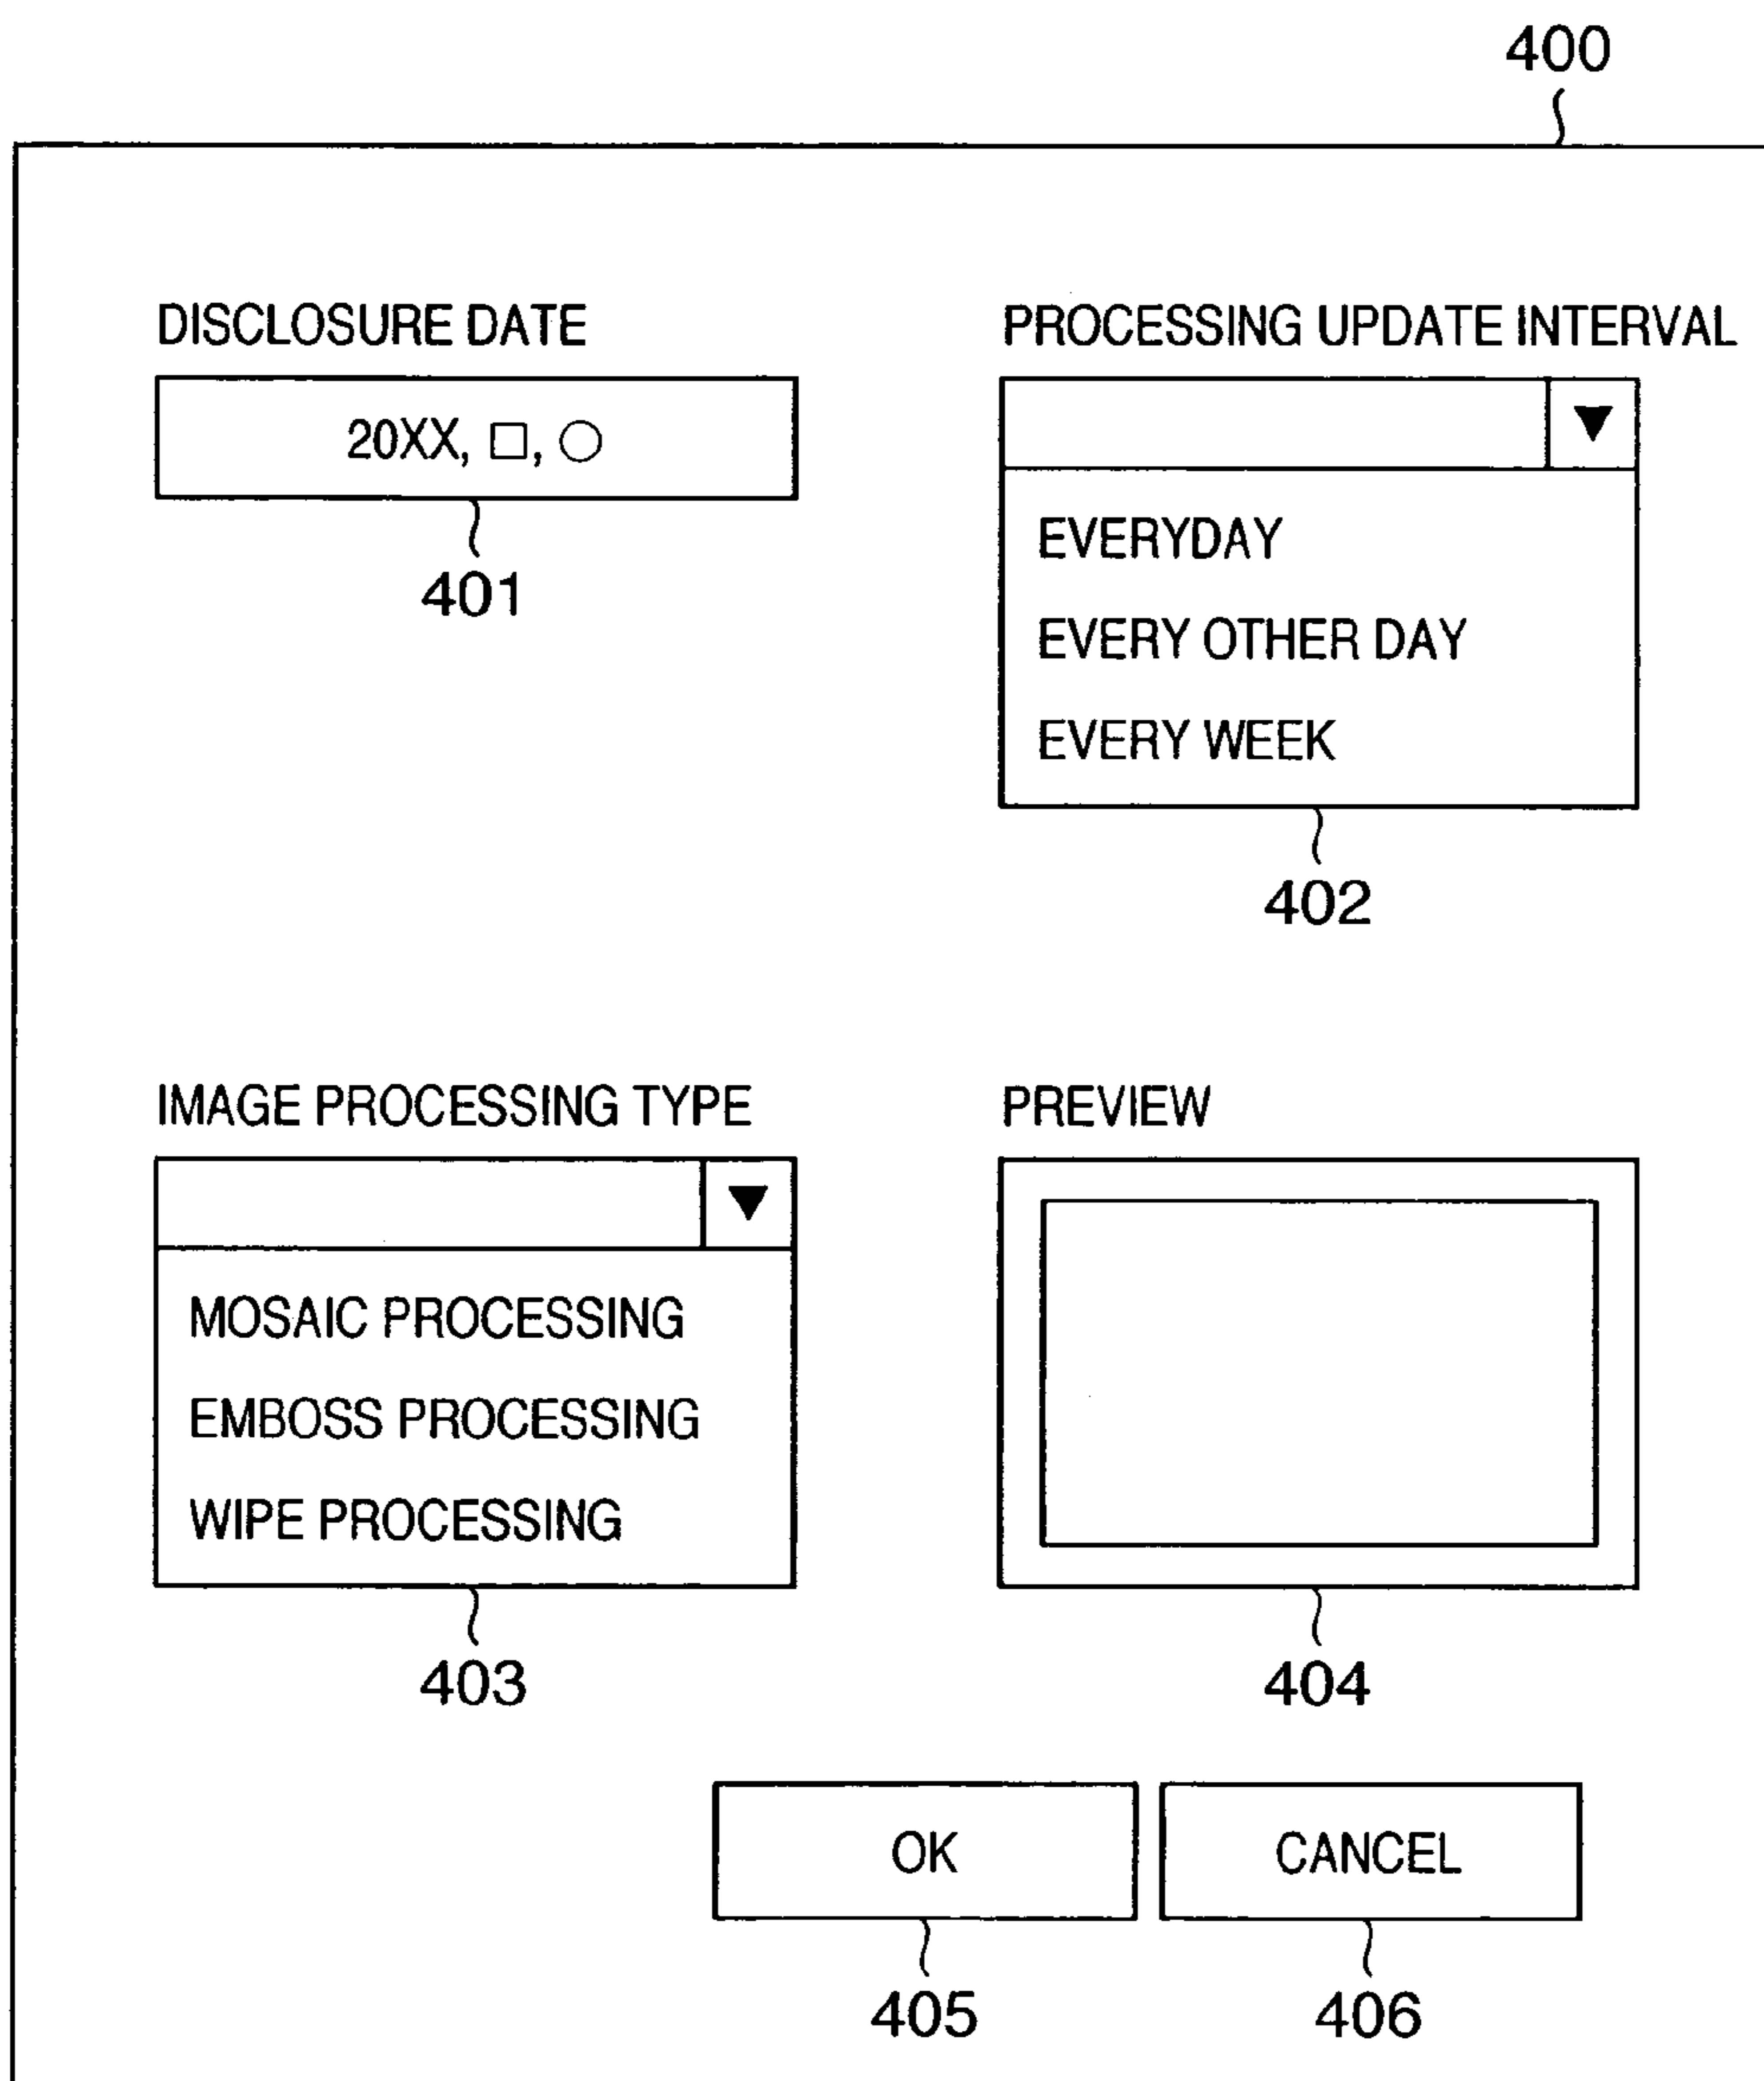 400
DISCLOSURE DATE
20XX, □, ○
401
PROCESSING UPDATE INTERVAL
▼
EVERYDAY
EVERY OTHER DAY
EVERY WEEK
402
IMAGE PROCESSING TYPE
▼
MOSAIC PROCESSING
EMBOSS PROCESSING
WIPE PROCESSING
403
PREVIEW
404
OK
405
CANCEL
406